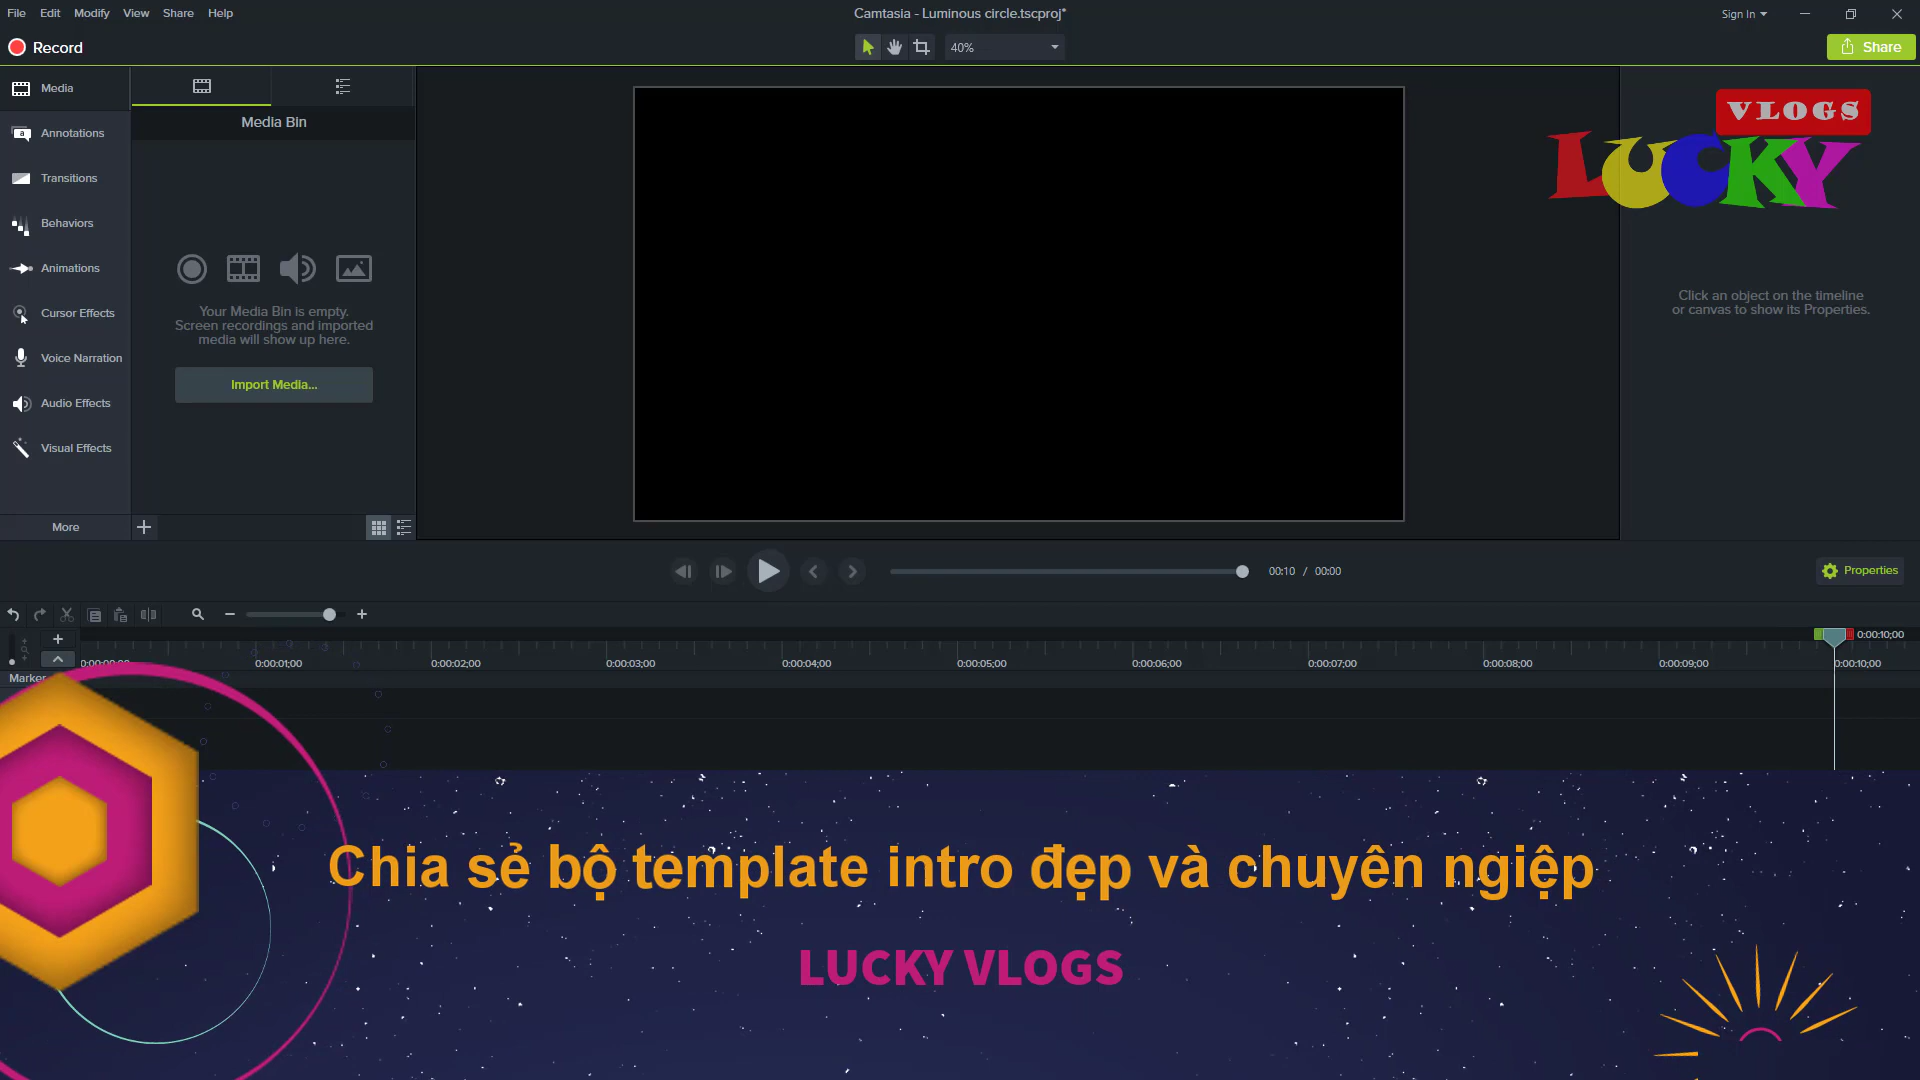 File Edit Modify View Share Help
Camtasia - Luminous circle.tscproj*
Sign In
Record
40%
Share
Media
Annotations
Transitions
Behaviors
Animations
Cursor Effects
Voice Narration
Audio Effects
Visual Effects
More
Media Bin
Your Media Bin is empty.
Screen recordings and imported
media will show up here.
Import Media...
VLOGS
LUCKY
Click an object on the timeline
or canvas to show its Properties.
00:10 / 00:00
Properties
0:00:10;00
0:00:00;00 0:00:01;00 0:00:02;00 0:00:03;00 0:00:04;00 0:00:05;00 0:00:06;00 0:00:07;00 0:00:08;00 0:00:09;00 0:00:10;00
Marker
Chia sẻ bộ template intro đẹp và chuyên ngiệp
LUCKY VLOGS